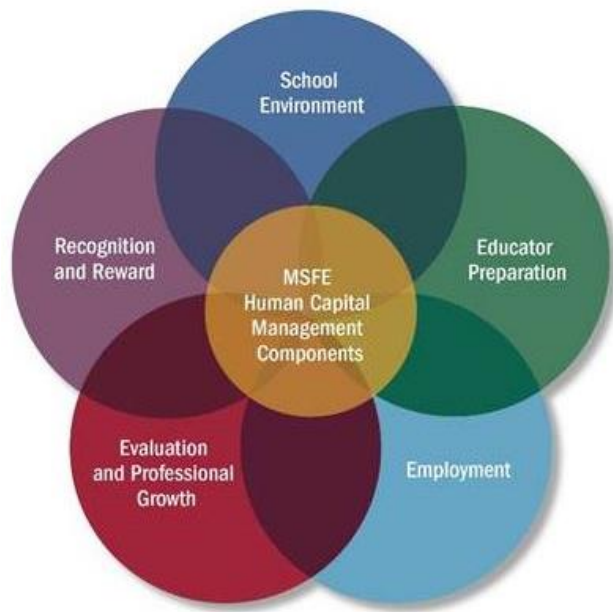 School
Environment
Recognition
and Reward
Educator
Preparation
MSFE
Human Capital
Management
Components
Evaluation
and Professional
Growth
Employment